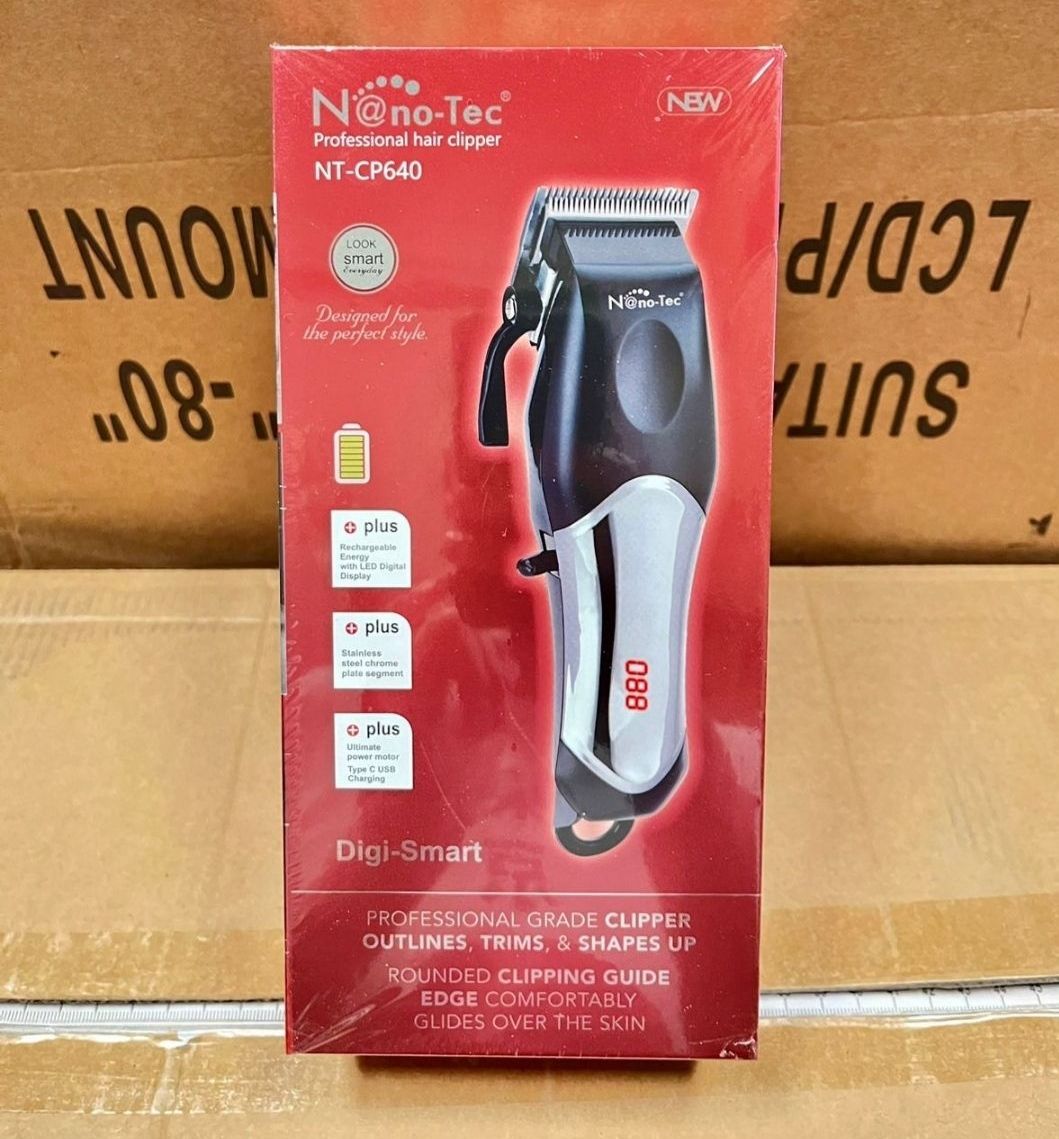 N@no-Tec®
Professional hair clipper
NT-CP640
NEW
LOOK
smart
Everyday
Designed for
the perfect style.
N@no-Tec®
plus
Rechargeable
Energy
with LED Digital
Display
plus
Stainless
steel chrome
plate segment
plus
Ultimate
power motor
Type C USB
Charging
880
Digi-Smart
PROFESSIONAL GRADE CLIPPER
OUTLINES, TRIMS, & SHAPES UP
ROUNDED CLIPPING GUIDE
EDGE COMFORTABLY
GLIDES OVER THE SKIN
SUITA " -80"
LCD/P MOUNT